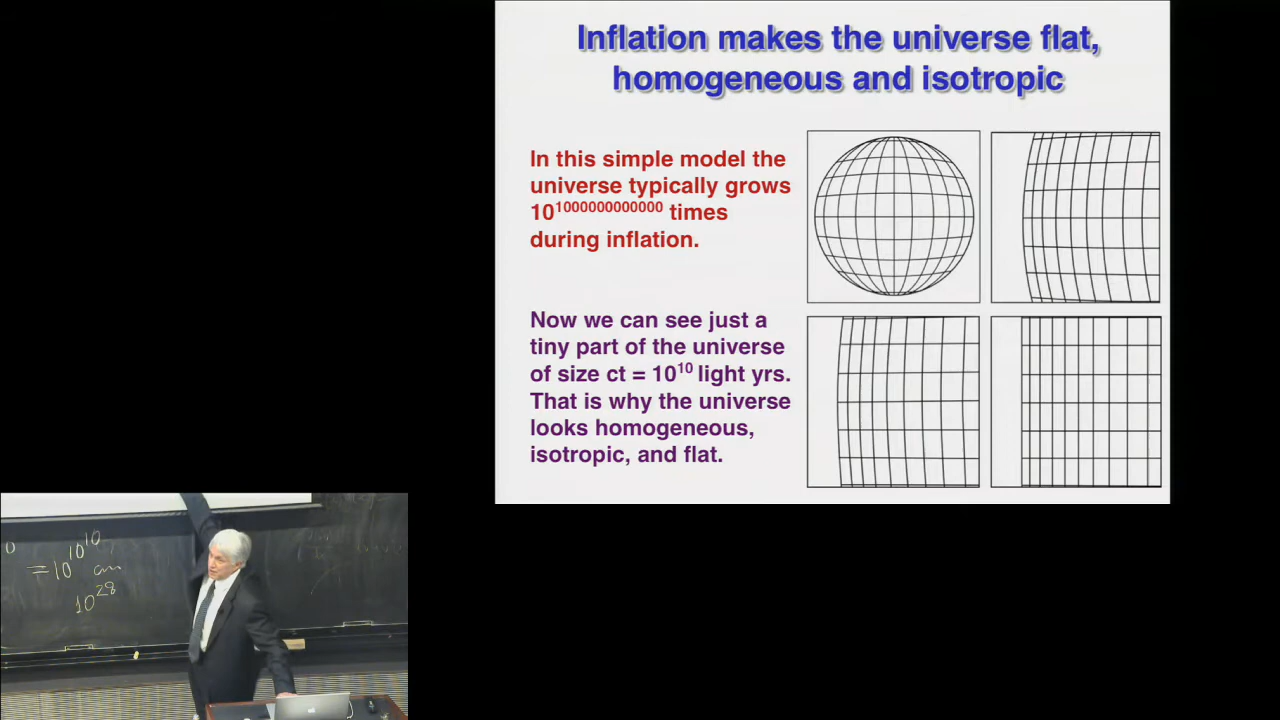 Inflation makes the universe flat,
homogeneous and isotropic
In this simple model the
universe typically grows
10^1000000000000 times
during inflation.
Now we can see just a
tiny part of the universe
of size ct = 10^10 light yrs.
That is why the universe
looks homogeneous,
isotropic, and flat.
0
= 10^10^10 cm
10^28